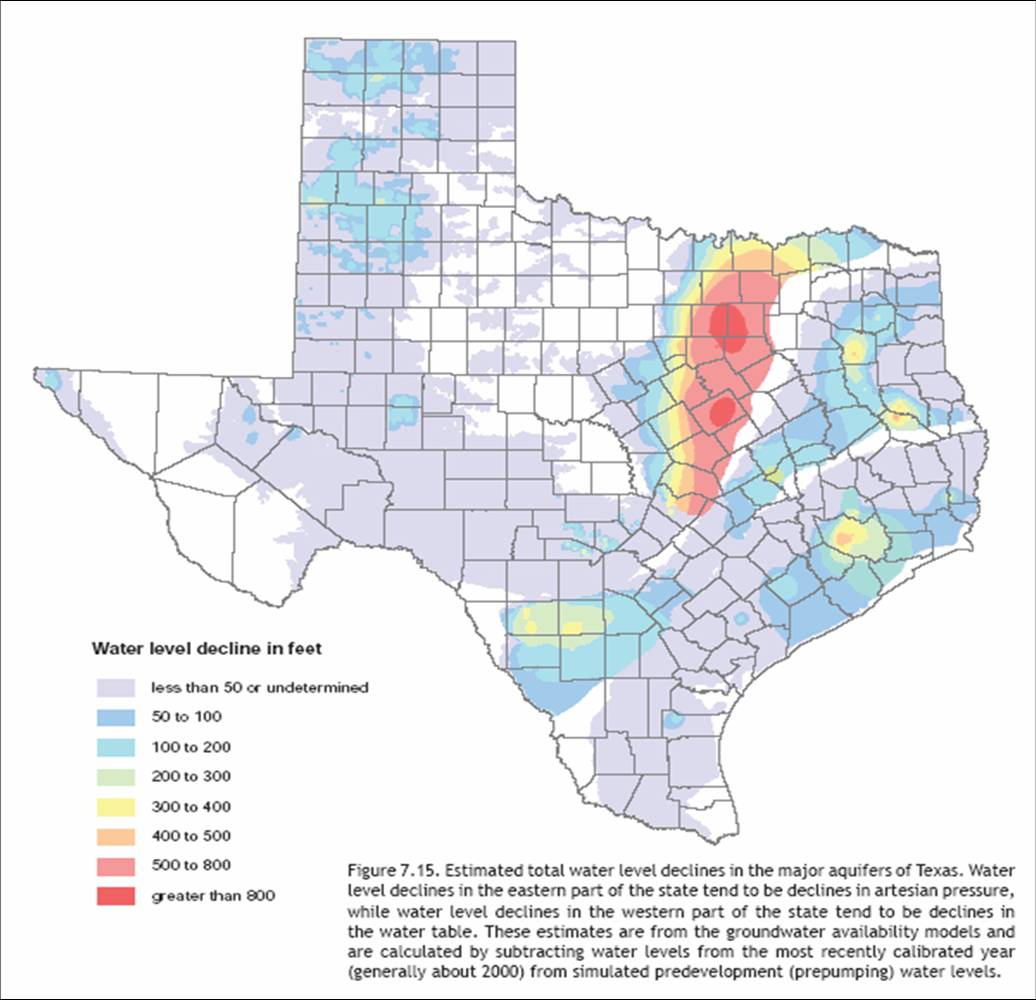 Water level decline in feet
less than 50 or undetermined
50 to 100
100 to 200
200 to 300
300 to 400
400 to 500
500 to 800
greater than 800
Figure 7.15. Estimated total water level declines in the major aquifers of Texas. Water
level declines in the eastern part of the state tend to be declines in artesian pressure,
while water level declines in the western part of the state tend to be declines in
the water table. These estimates are from the groundwater availability models and
are calculated by subtracting water levels from the most recently calibrated year
(generally about 2000) from simulated predevelopment (prepumping) water levels.